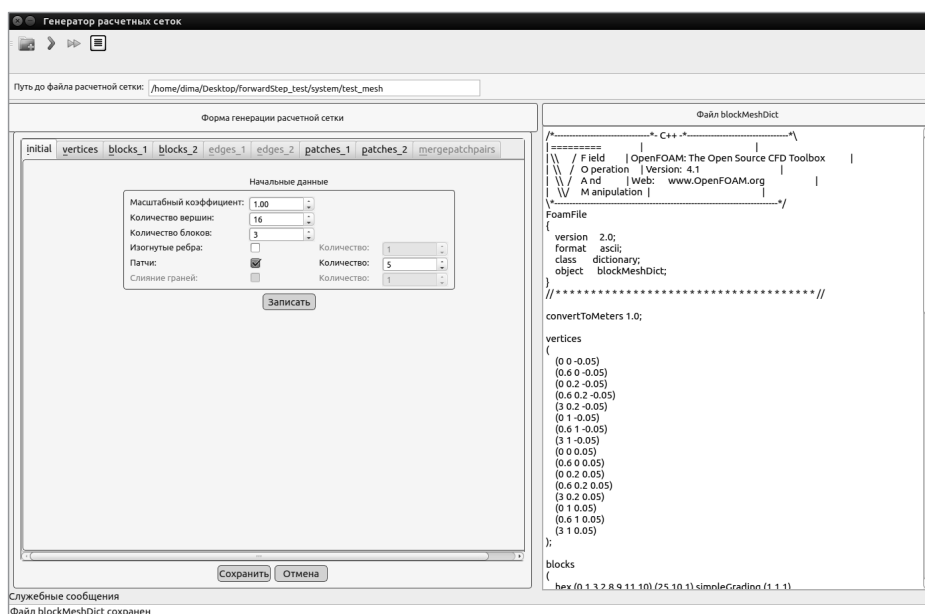 Генератор расчетных сеток
Путь до файла расчетной сетки: /home/dima/Desktop/forwardStep_test/system/test_mesh
Форма генерации расчетной сетки
initial vertices blocks_1 blocks_2 edges_1 edges_2 patches_1 patches_2 mergepatchpairs
Начальные данные
Масштабный коэффициент: 1.00
Количество вершин: 16
Количество блоков: 3
Изогнутые ребра: Количество: 1
Патчи: Количество: 5
Слияние граней: Количество: 1
Записать
Сохранить Отмена
Файл blockMeshDict
/*--------------------------------*- C++ -*----------------------------------*\
| ========= | |
| \\ / F ield | OpenFOAM: The Open Source CFD Toolbox |
| \\ / O peration | Version: 4.1 |
| \\ / A nd | Web: www.OpenFOAM.org |
| \\/ M anipulation | |
\*---------------------------------------------------------------------------*/
FoamFile
{
version 2.0;
format ascii;
class dictionary;
object blockMeshDict;
}
// * * * * * * * * * * * * * * * * * * * * * * * * * * * * * * * * * * * * * //
convertToMeters 1.0;
vertices
(
(0 0 -0.05)
(0.6 0 -0.05)
(0 0.2 -0.05)
(0.6 0.2 -0.05)
(3 0.2 -0.05)
(0 1 -0.05)
(0.6 1 -0.05)
(3 1 -0.05)
(0 0 0.05)
(0.6 0 0.05)
(0 0.2 0.05)
(0.6 0.2 0.05)
(3 0.2 0.05)
(0 1 0.05)
(0.6 1 0.05)
(3 1 0.05)
);
blocks
(
hex (0 1 3 2 8 9 11 10) (25 10 1) simpleGrading (1 1 1)
Служебные сообщения
Файл blockMeshDict сохранен